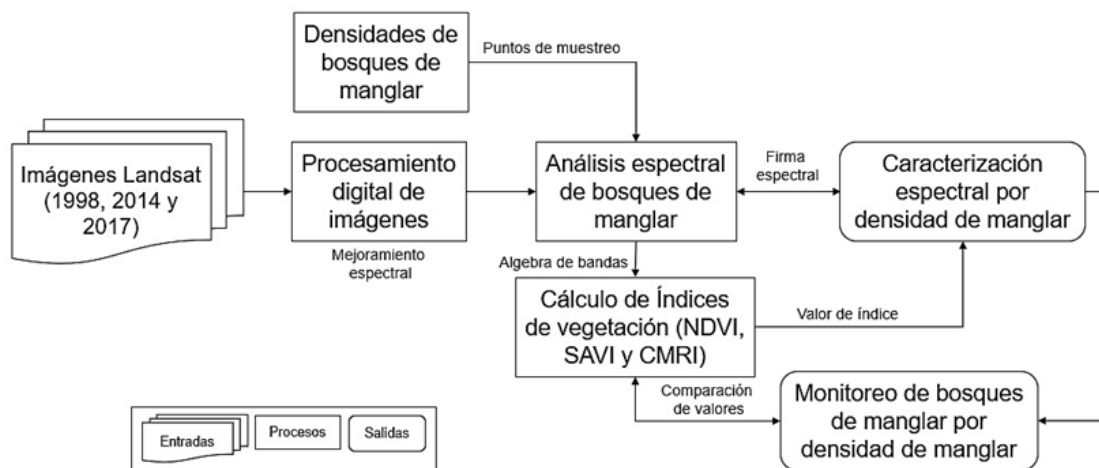 Densidades de
bosques de
manglar
Puntos de muestreo
Imágenes Landsat
(1998, 2014 y
2017)
Procesamiento
digital de
imágenes
Mejoramiento
espectral
Análisis espectral
de bosques de
manglar
Firma
espectral
Caracterización
espectral por
densidad de manglar
Algebra de bandas
Cálculo de Índices
de vegetación (NDVI,
SAVI y CMRI)
Valor de índice
Comparación
de valores
Monitoreo de bosques
de manglar por
densidad de manglar
Entradas
Procesos
Salidas